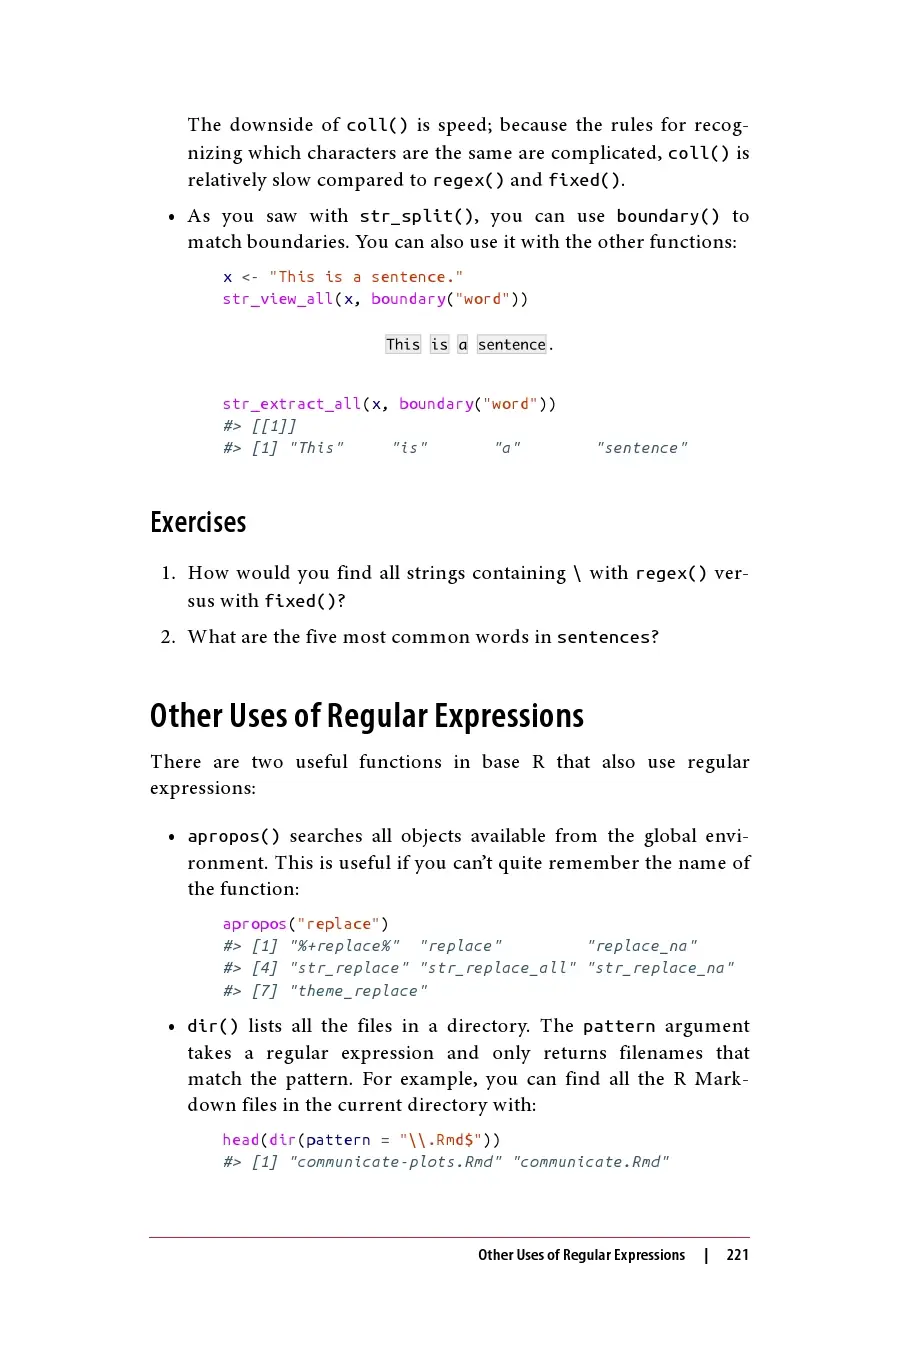 The downside of coll() is speed; because the rules for recog-
nizing which characters are the same are complicated, coll() is
relatively slow compared to regex() and fixed().
• As you saw with str_split(), you can use boundary() to
match boundaries. You can also use it with the other functions:
x <- "This is a sentence."
str_view_all(x, boundary("word"))
This is a sentence.
str_extract_all(x, boundary("word"))
#> [[1]]
#> [1] "This"     "is"       "a"        "sentence"
Exercises
1. How would you find all strings containing \ with regex() ver-
sus with fixed()?
2. What are the five most common words in sentences?
Other Uses of Regular Expressions
There are two useful functions in base R that also use regular
expressions:
• apropos() searches all objects available from the global envi-
ronment. This is useful if you can’t quite remember the name of
the function:
apropos("replace")
#> [1] "%+replace%"  "replace"         "replace_na"
#> [4] "str_replace" "str_replace_all" "str_replace_na"
#> [7] "theme_replace"
• dir() lists all the files in a directory. The pattern argument
takes a regular expression and only returns filenames that
match the pattern. For example, you can find all the R Mark-
down files in the current directory with:
head(dir(pattern = "\\.Rmd$"))
#> [1] "communicate-plots.Rmd" "communicate.Rmd"
Other Uses of Regular Expressions | 221